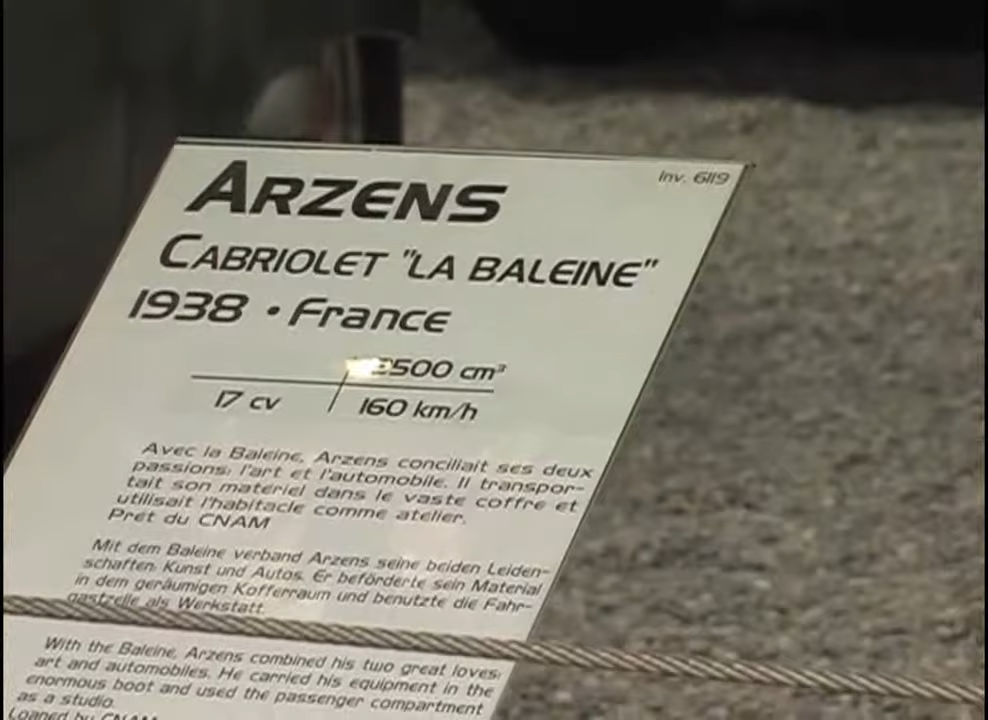 ARZENS
Inv. 6119
CABRIOLET "LA BALEINE"
1938 • France
2500 cm³
17 cv
160 km/h
Avec la Baleine, Arzens conciliait ses deux
passions: l'art et l'automobile. Il transpor-
tait son matériel dans le vaste coffre et
utilisait l'habitacle comme atelier.
Prêt du CNAM
Mit dem Baleine verband Arzens seine beiden Leiden-
schaften Kunst und Autos. Er beförderte sein Material
in dem geräumigen Kofferraum und benutzte die Fahr-
gastzelle als Werkstatt.
With the Baleine, Arzens combined his two great loves:
art and automobiles. He carried his equipment in the
enormous boot and used the passenger compartment
as a studio.
Loaned by CNAM